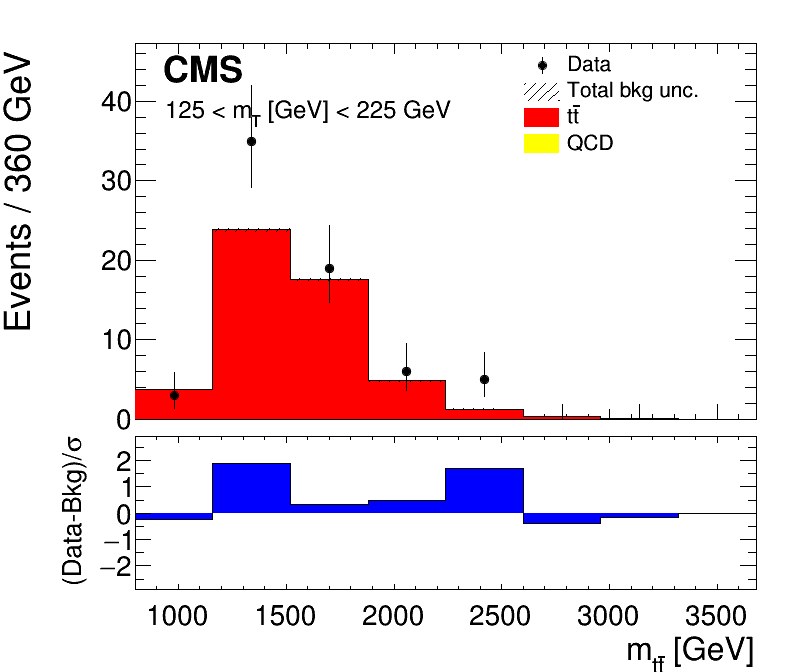 CMS
125 < m_T [GeV] < 225 GeV
Data
Total bkg unc.
tt̅
QCD
Events / 360 GeV
40
30
20
10
0
(Data-Bkg)/σ
2
1
0
−1
−2
1000 1500 2000 2500 3000 3500
m_tt̅ [GeV]